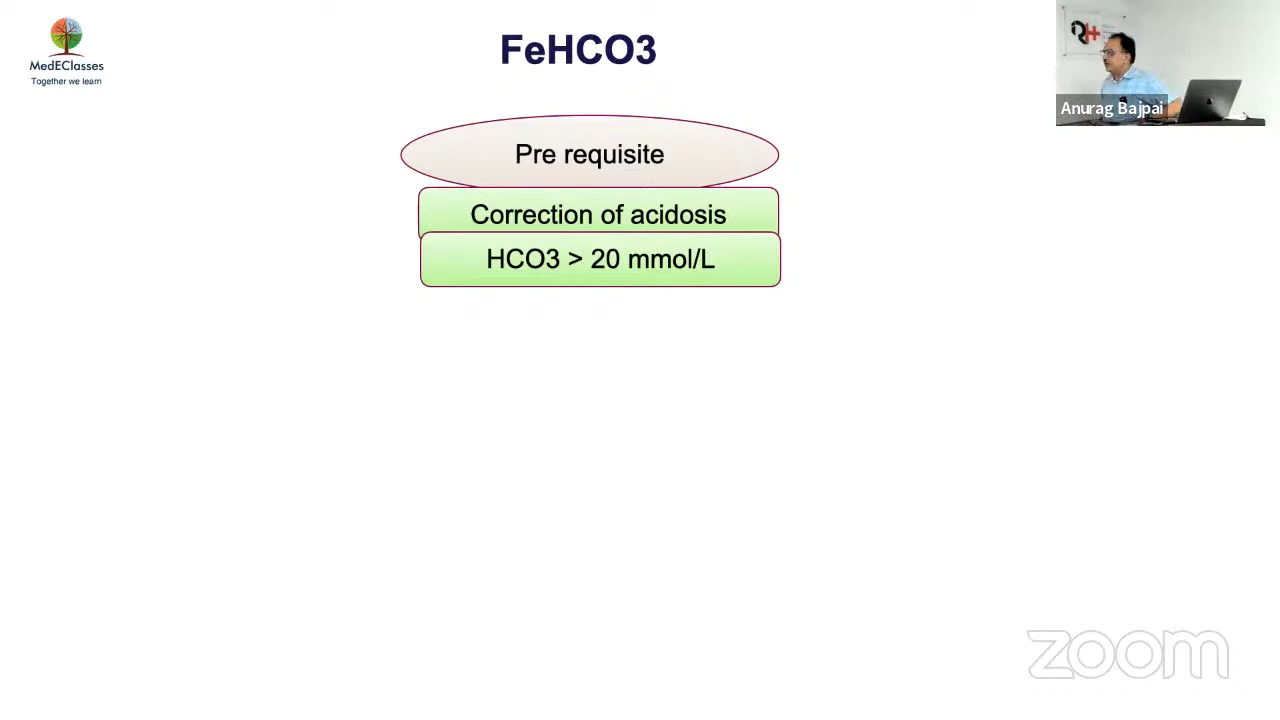 MedEClasses
Together we learn
FeHCO3
Anurag Bajpai
Pre requisite
Correction of acidosis
HCO3 > 20 mmol/L
zoom